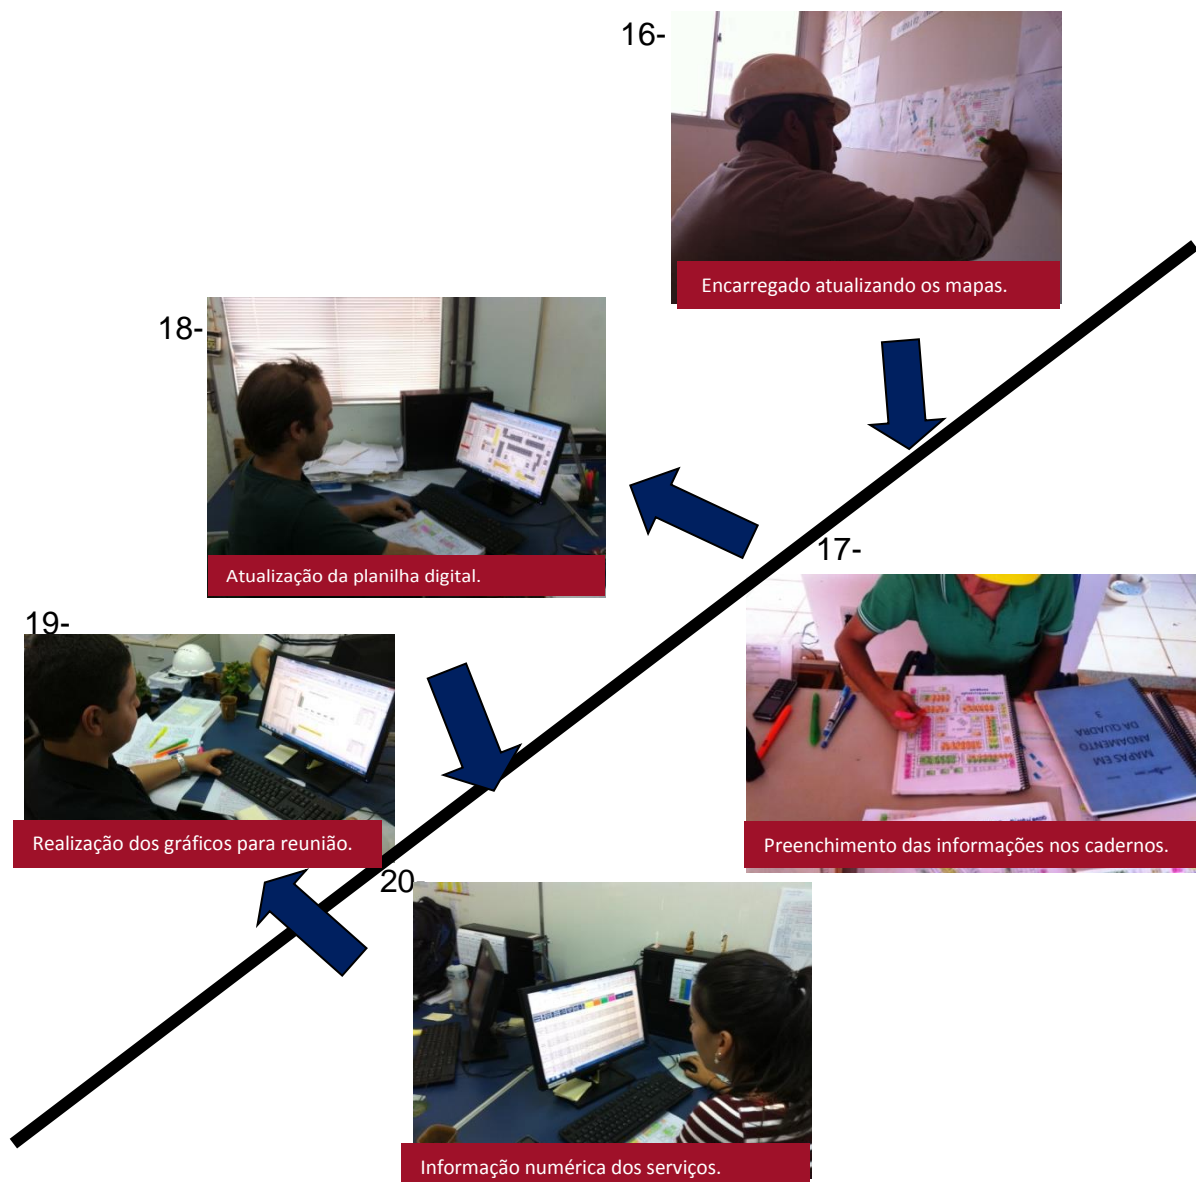 16-
Encarregado atualizando os mapas.
18-
Atualização da planilha digital.
17-
MAPAS EM
ANDAMENTO
DA QUADRA
3
Preenchimento das informações nos cadernos.
19-
Realização dos gráficos para reunião.
20
Informação numérica dos serviços.